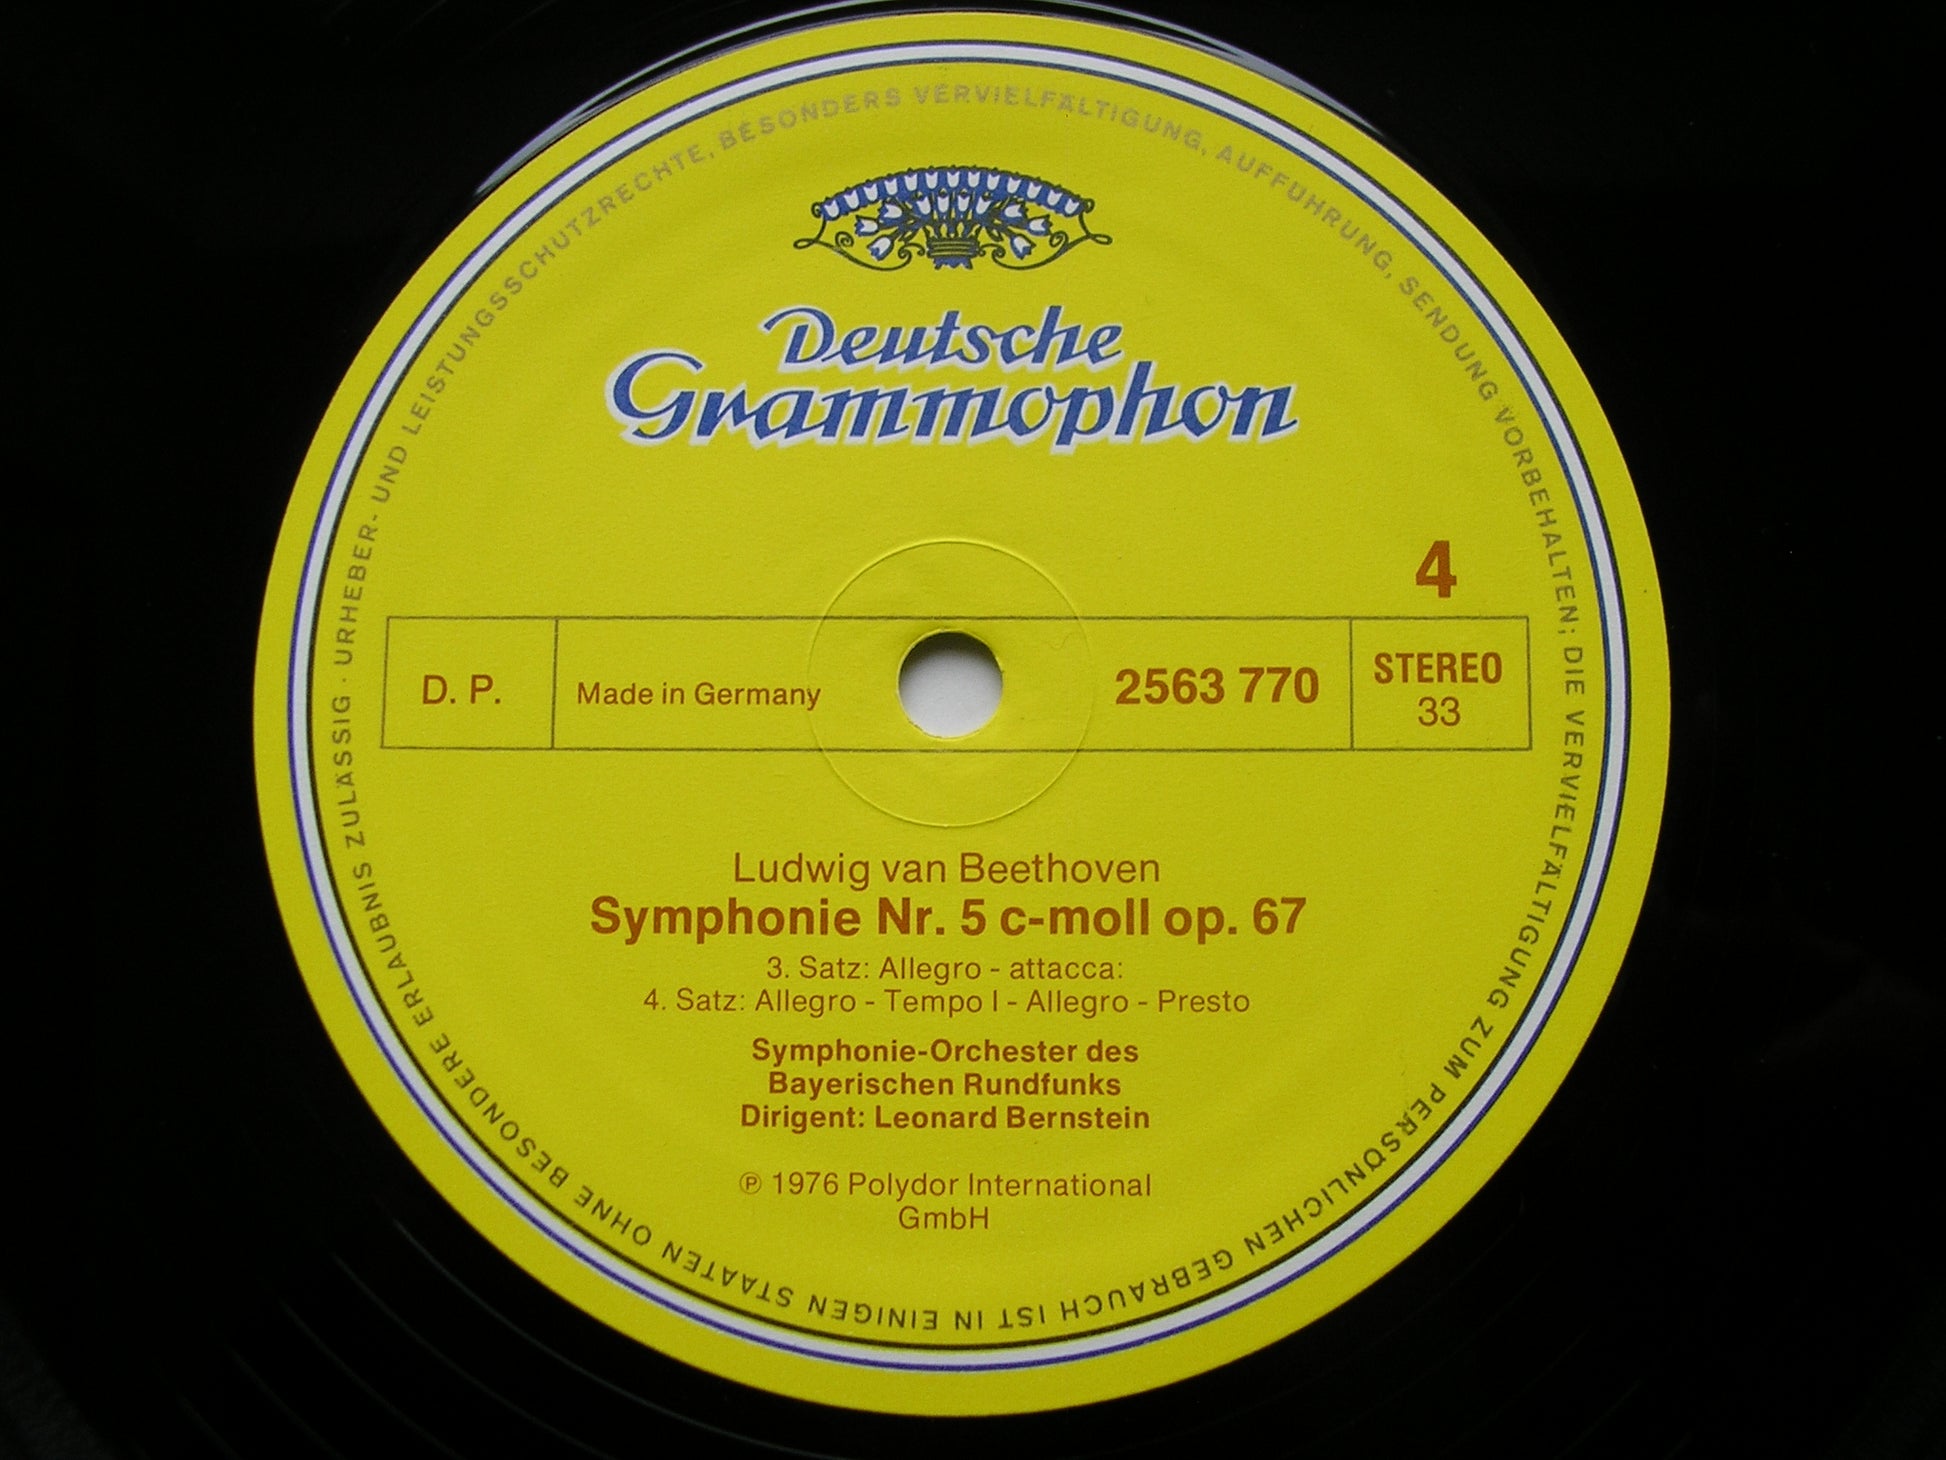 URHEBER- UND LEISTUNGSSCHUTZRECHTE, BESONDERS VERVIELFÄLTIGUNG, AUFFÜHRUNG, SENDUNG VORBEHALTEN; DIE VERVIELFÄLTIGUNG ZUM PERSÖNLICHEN GEBRAUCH IST IN EINIGEN STAATEN OHNE BESONDERE ERLAUBNIS ZULÄSSIG ·
Deutsche
Grammophon
4
D. P.
Made in Germany
2563 770
STEREO
33
Ludwig van Beethoven
Symphonie Nr. 5 c-moll op. 67
3. Satz: Allegro - attacca:
4. Satz: Allegro - Tempo I - Allegro - Presto
Symphonie-Orchester des
Bayerischen Rundfunks
Dirigent: Leonard Bernstein
℗ 1976 Polydor International
GmbH